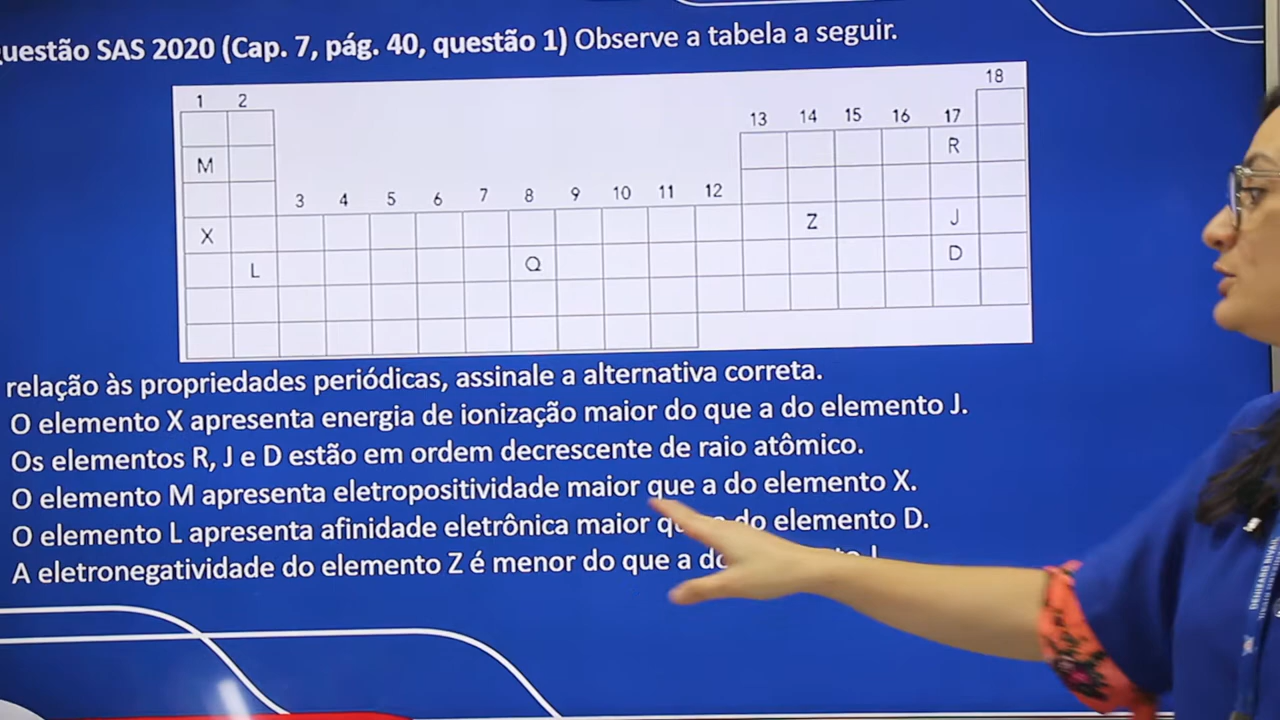 uestão SAS 2020 (Cap. 7, pág. 40, questão 1) Observe a tabela a seguir.
18
1 2
13 14 15 16 17
R
M
3 4 5 6 7 8 9 10 11 12
X Z J
L Q D
relação às propriedades periódicas, assinale a alternativa correta.
O elemento X apresenta energia de ionização maior do que a do elemento J.
Os elementos R, J e D estão em ordem decrescente de raio atômico.
O elemento M apresenta eletropositividade maior que a do elemento X.
O elemento L apresenta afinidade eletrônica maior do elemento D.
A eletronegatividade do elemento Z é menor do que a